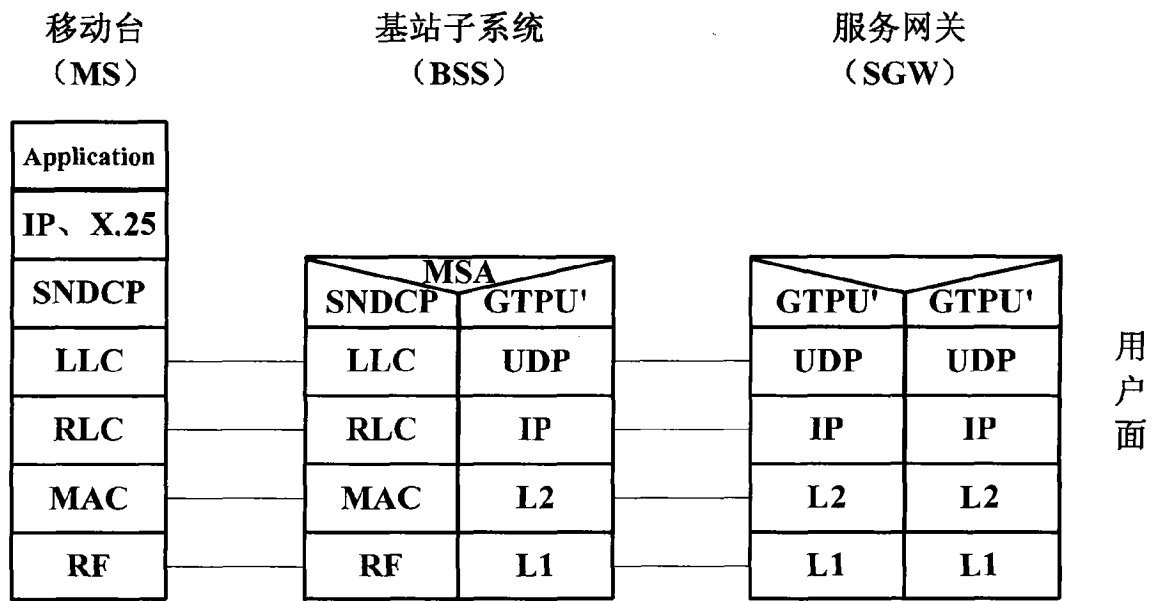 移动台 基站子系统 服务网关
（MS） （BSS） （SGW）
Application
IP、X.25
MSA
SNDCP SNDCP GTPU' GTPU' GTPU'
LLC LLC UDP UDP UDP
RLC RLC IP IP IP
MAC MAC L2 L2 L2
RF RF L1 L1 L1
用户面